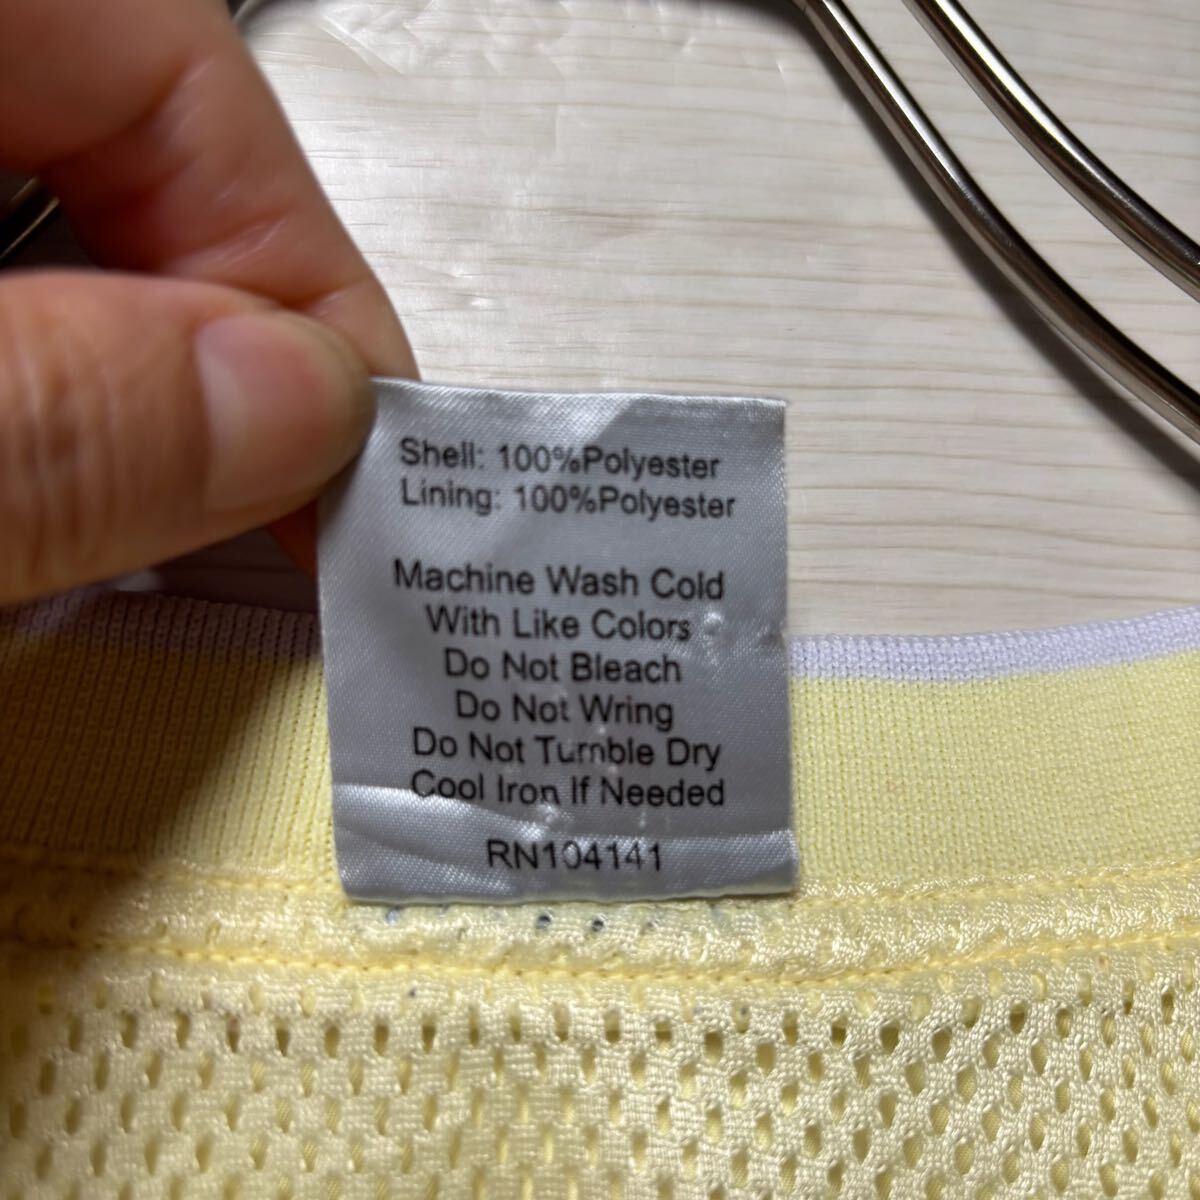 Shell: 100%Polyester
Lining: 100%Polyester
Machine Wash Cold
With Like Colors
Do Not Bleach
Do Not Wring
Do Not Tumble Dry
Cool Iron If Needed
RN104141